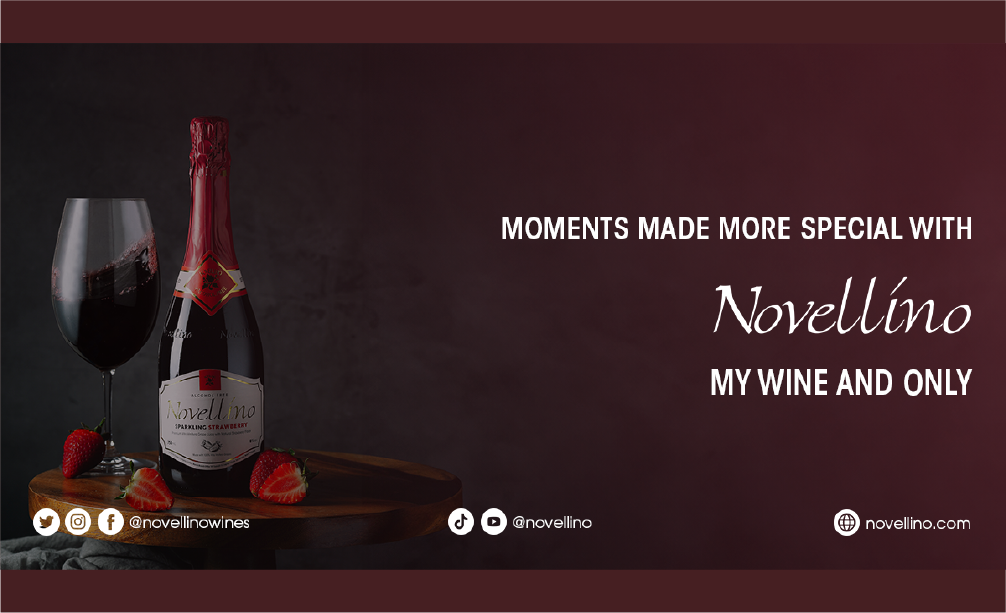 MOMENTS MADE MORE SPECIAL WITH
Novellino
MY WINE AND ONLY
Novellino
SPARKLING STRAWBERRY
@novellinowines
@novellino
novellino.com